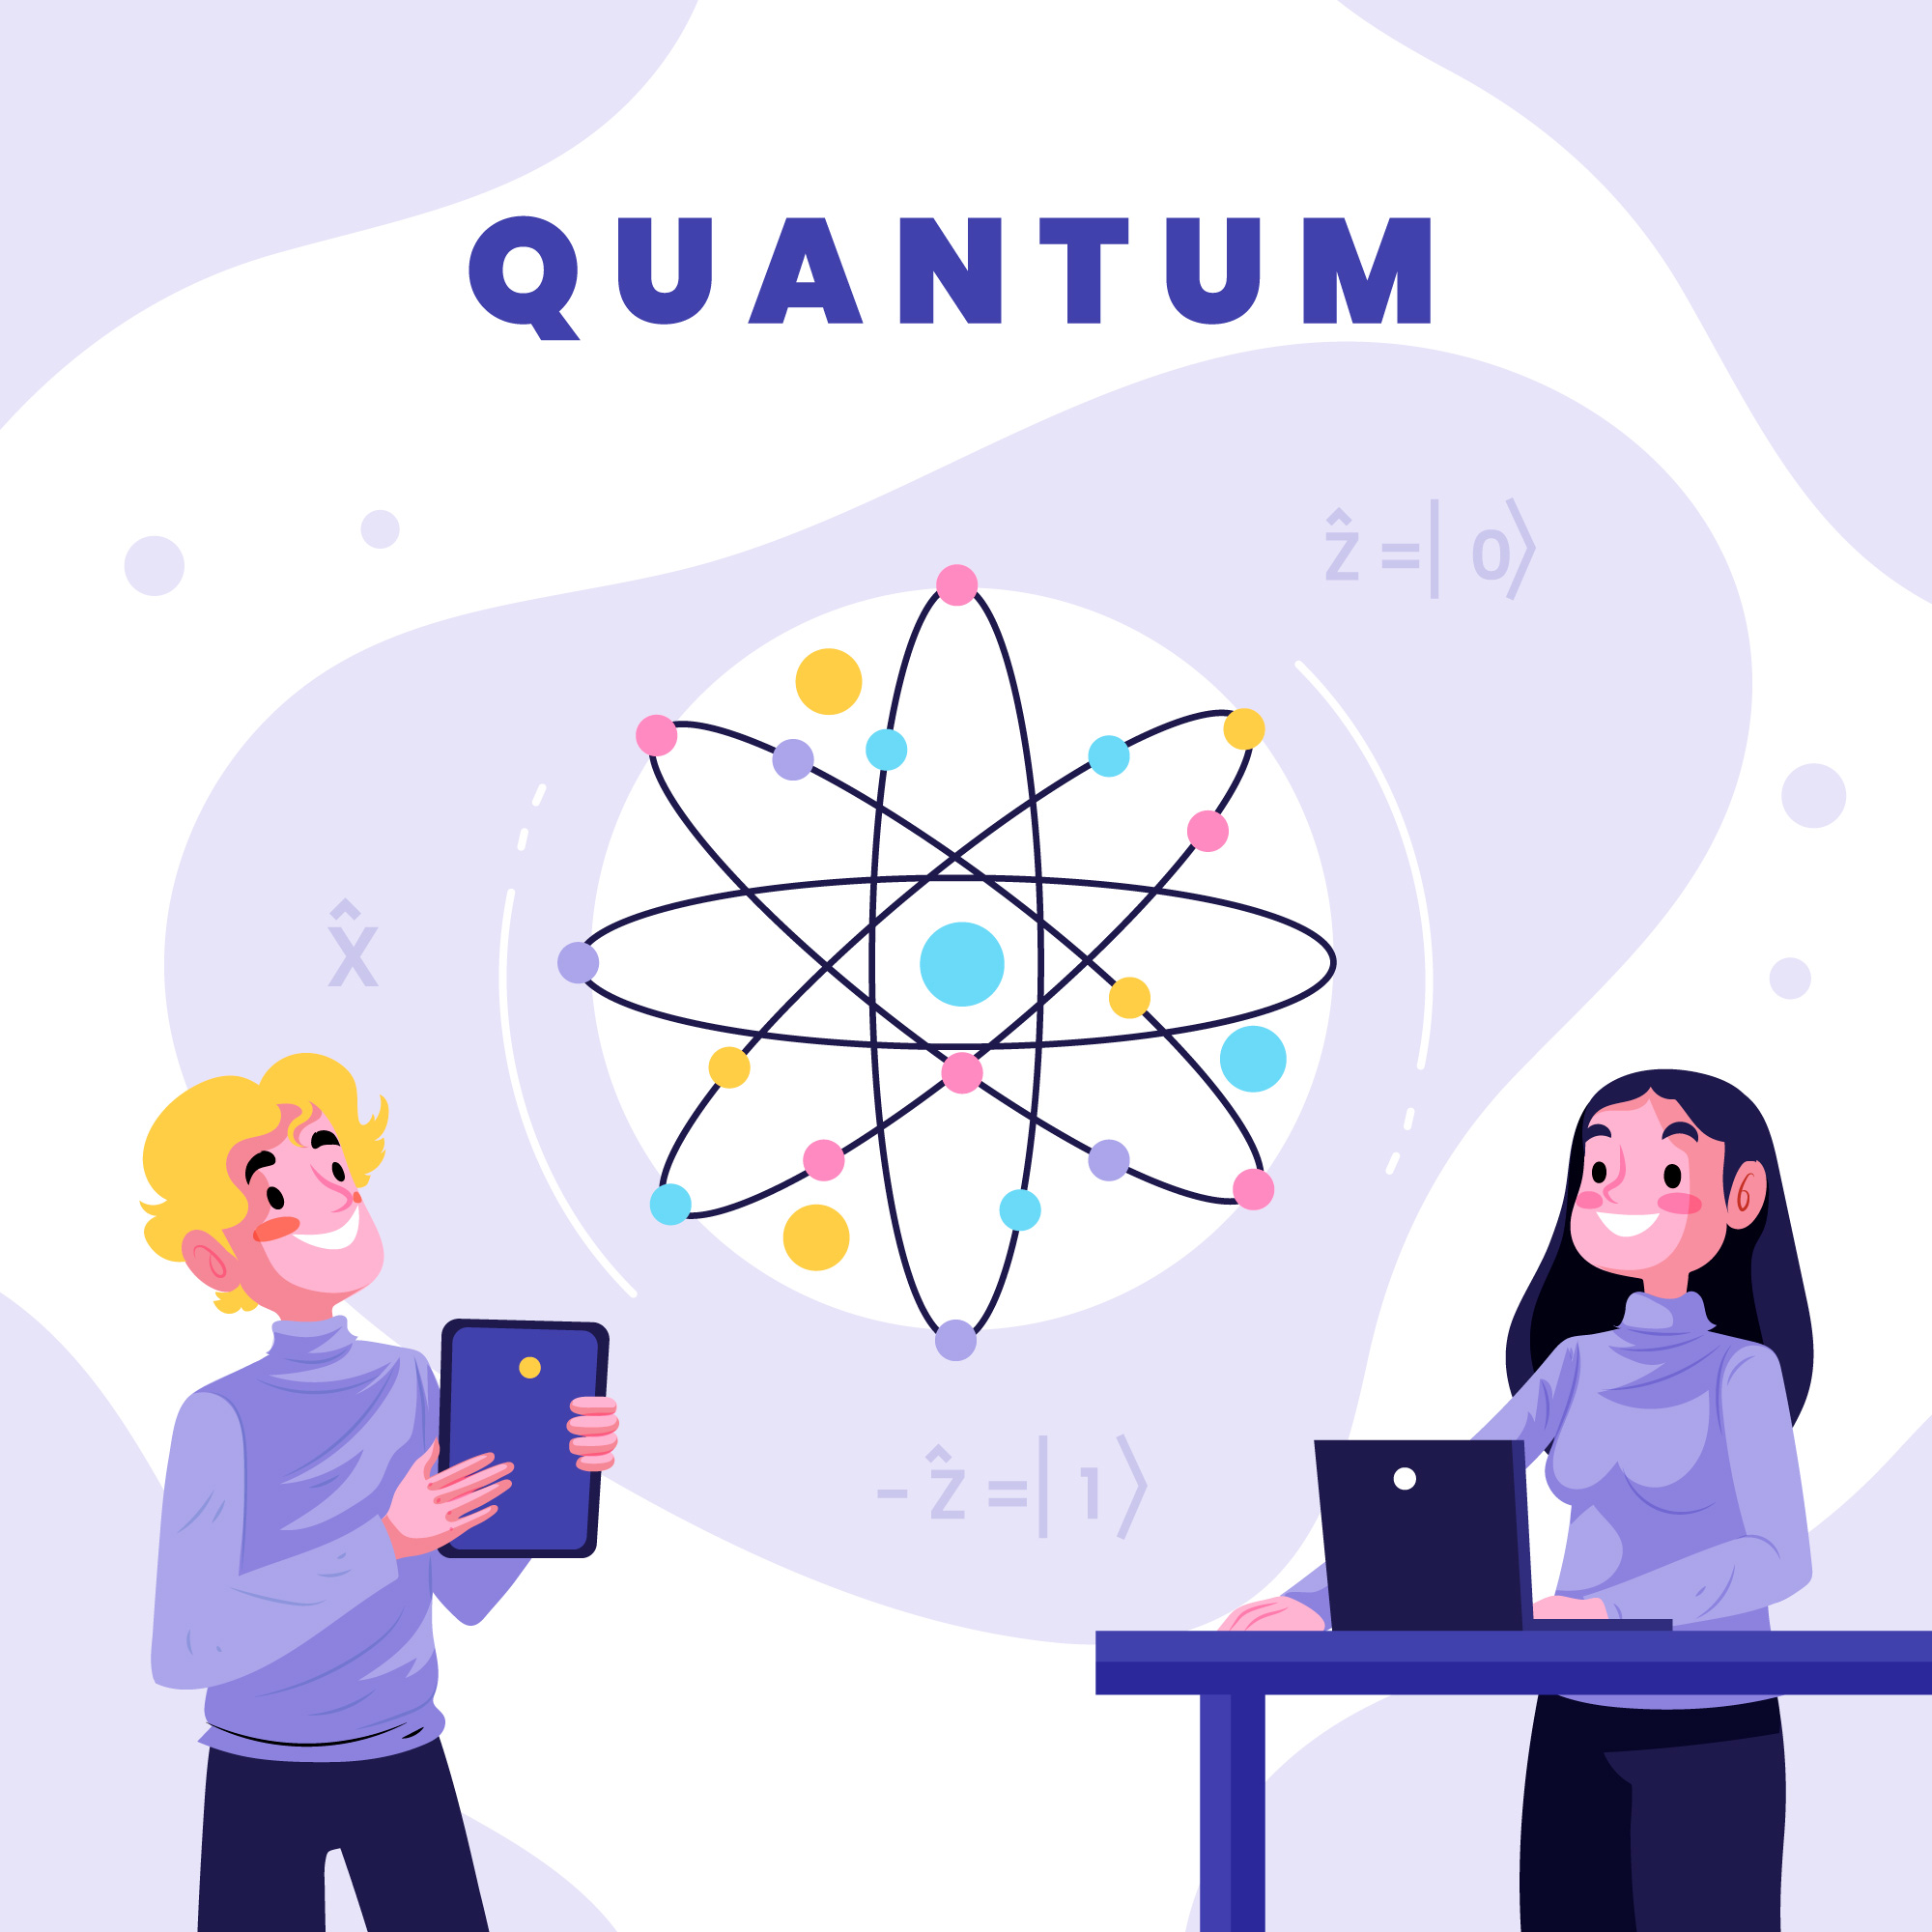 QUANTUM
ẑ =| 0⟩
x̂
− ẑ =| 1⟩